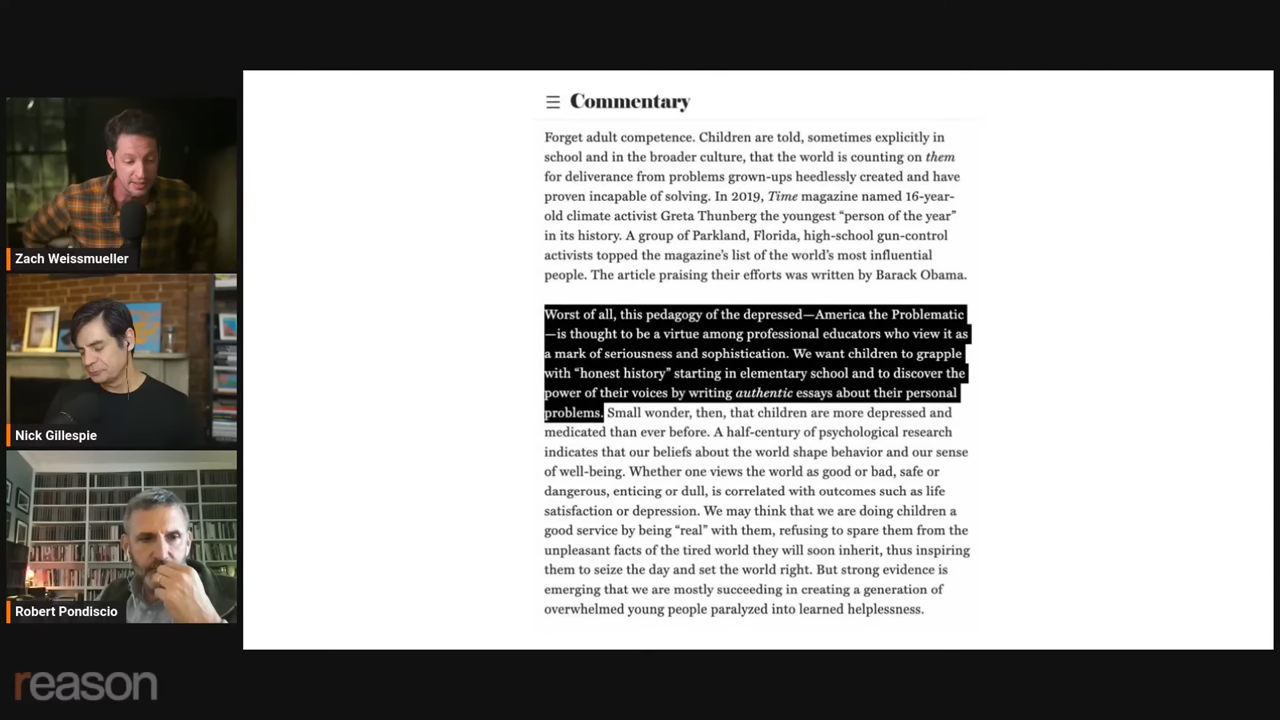 Zach Weissmueller
Nick Gillespie
Robert Pondiscio
reason
Commentary
Forget adult competence. Children are told, sometimes explicitly in
school and in the broader culture, that the world is counting on them
for deliverance from problems grown-ups heedlessly created and have
proven incapable of solving. In 2019, Time magazine named 16-year-
old climate activist Greta Thunberg the youngest “person of the year”
in its history. A group of Parkland, Florida, high-school gun-control
activists topped the magazine’s list of the world’s most influential
people. The article praising their efforts was written by Barack Obama.
Worst of all, this pedagogy of the depressed—America the Problematic
—is thought to be a virtue among professional educators who view it as
a mark of seriousness and sophistication. We want children to grapple
with “honest history” starting in elementary school and to discover the
power of their voices by writing authentic essays about their personal
problems. Small wonder, then, that children are more depressed and
medicated than ever before. A half-century of psychological research
indicates that our beliefs about the world shape behavior and our sense
of well-being. Whether one views the world as good or bad, safe or
dangerous, enticing or dull, is correlated with outcomes such as life
satisfaction or depression. We may think that we are doing children a
good service by being “real” with them, refusing to spare them from the
unpleasant facts of the tired world they will soon inherit, thus inspiring
them to seize the day and set the world right. But strong evidence is
emerging that we are mostly succeeding in creating a generation of
overwhelmed young people paralyzed into learned helplessness.